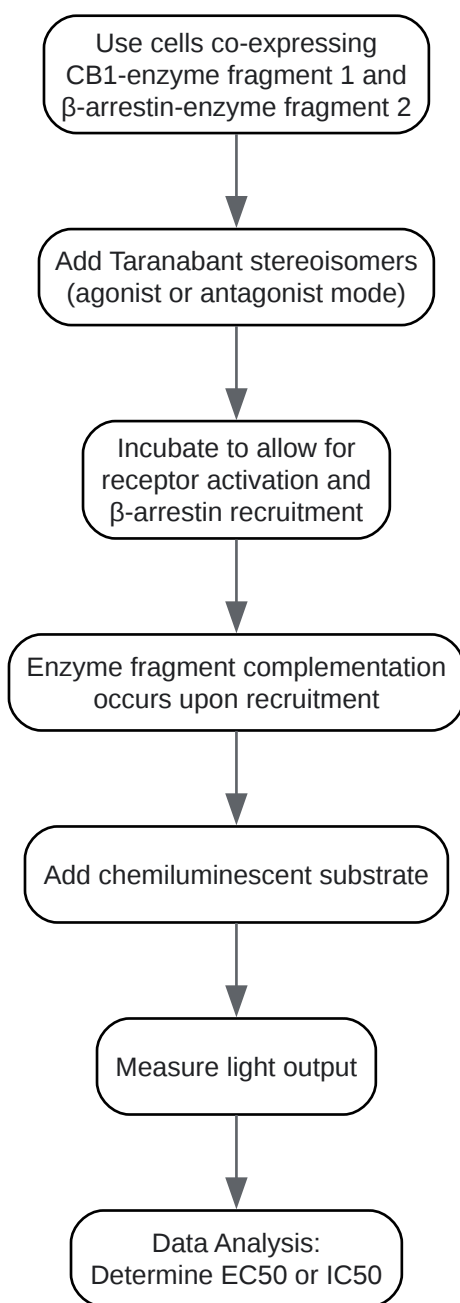 Use cells co-expressing
CB1-enzyme fragment 1 and
β-arrestin-enzyme fragment 2
Add Taranabant stereoisomers
(agonist or antagonist mode)
Incubate to allow for
receptor activation and
β-arrestin recruitment
Enzyme fragment complementation
occurs upon recruitment
Add chemiluminescent substrate
Measure light output
Data Analysis:
Determine EC50 or IC50